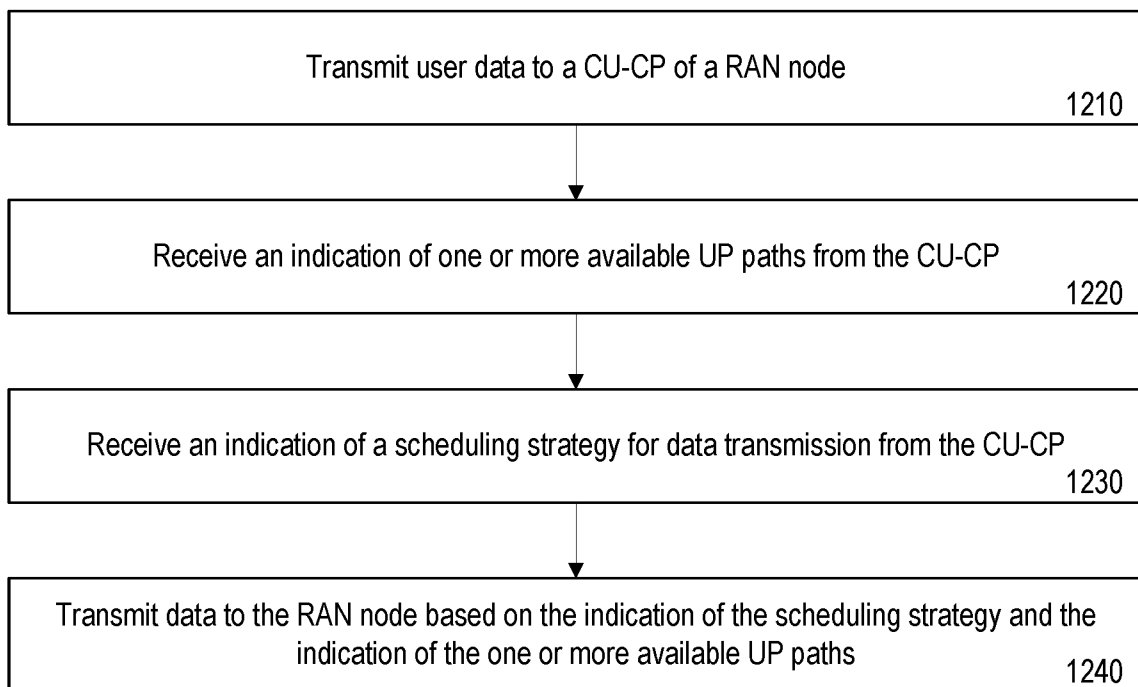 Transmit user data to a CU-CP of a RAN node
1210
Receive an indication of one or more available UP paths from the CU-CP
1220
Receive an indication of a scheduling strategy for data transmission from the CU-CP
1230
Transmit data to the RAN node based on the indication of the scheduling strategy and the
indication of the one or more available UP paths
1240